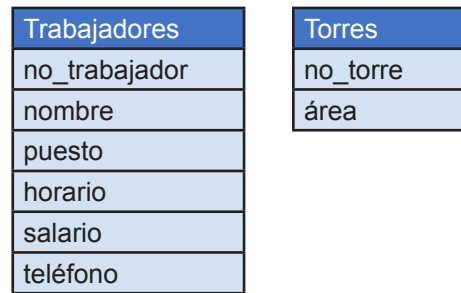 Trabajadores
no_trabajador
nombre
puesto
horario
salario
teléfono
Torres
no_torre
área